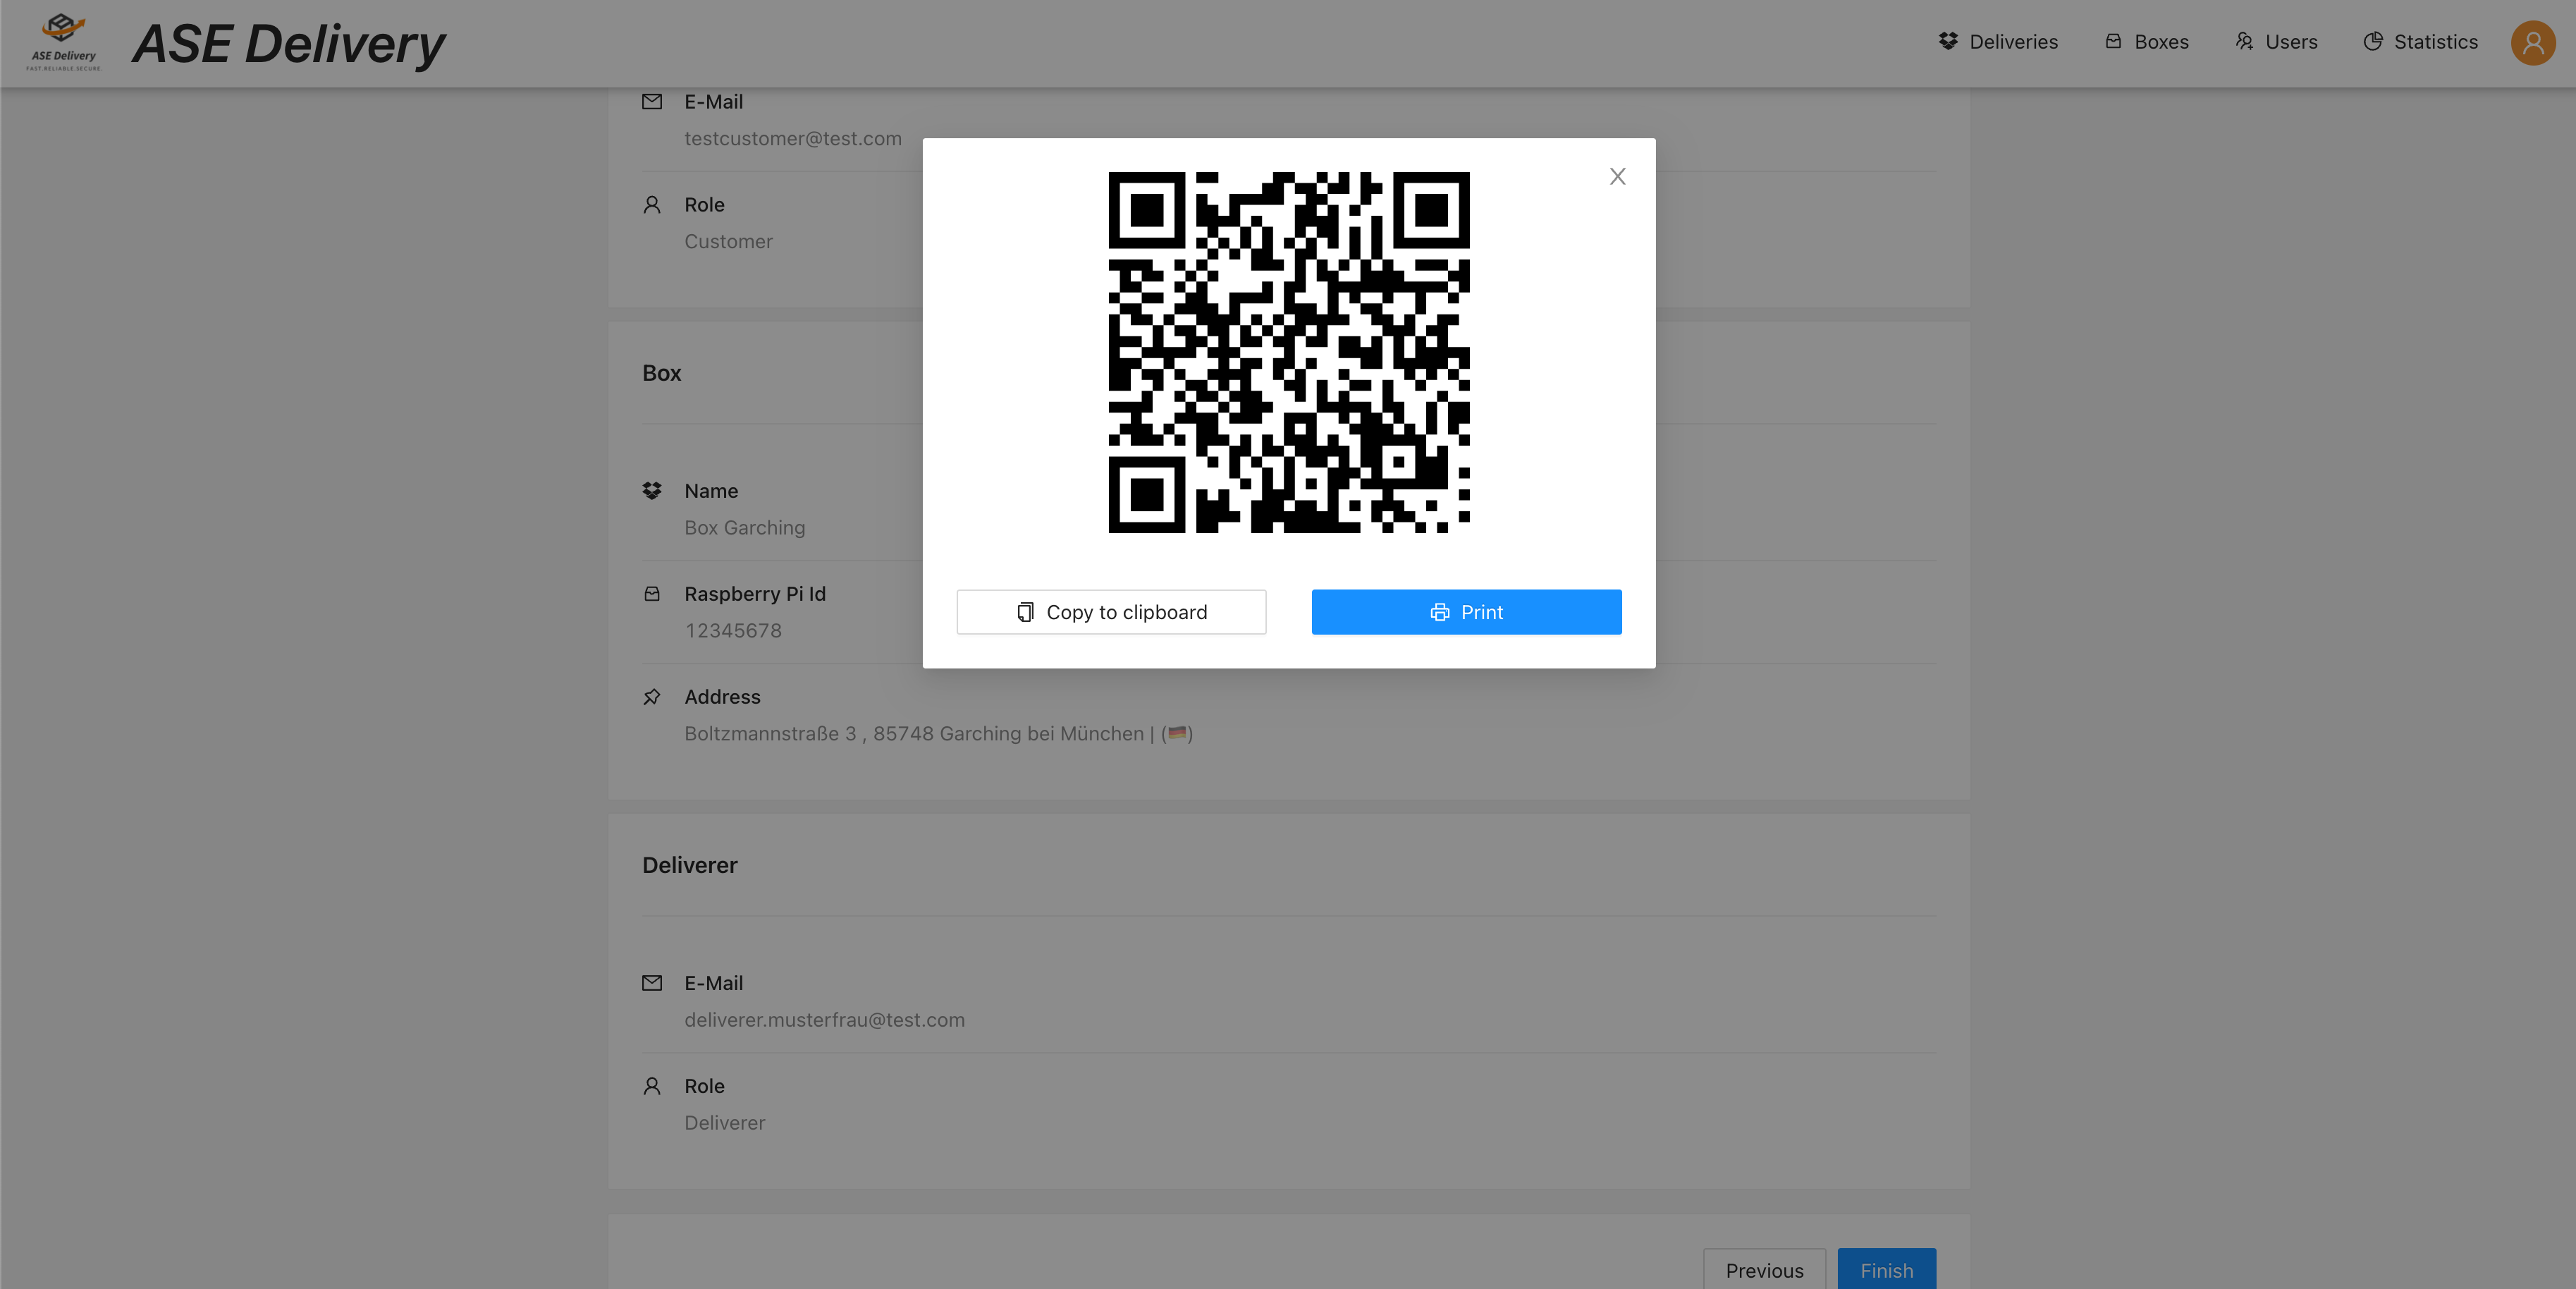 ASE Delivery
FAST.RELIABLE.SECURE.
ASE Delivery
Deliveries
Boxes
Users
Statistics
E-Mail
testcustomer@test.com
Role
Customer
Copy to clipboard
Print
Box
Name
Box Garching
Raspberry Pi Id
12345678
Address
Boltzmannstraße 3 , 85748 Garching bei München | (🇩🇪)
Deliverer
E-Mail
deliverer.musterfrau@test.com
Role
Deliverer
Previous
Finish